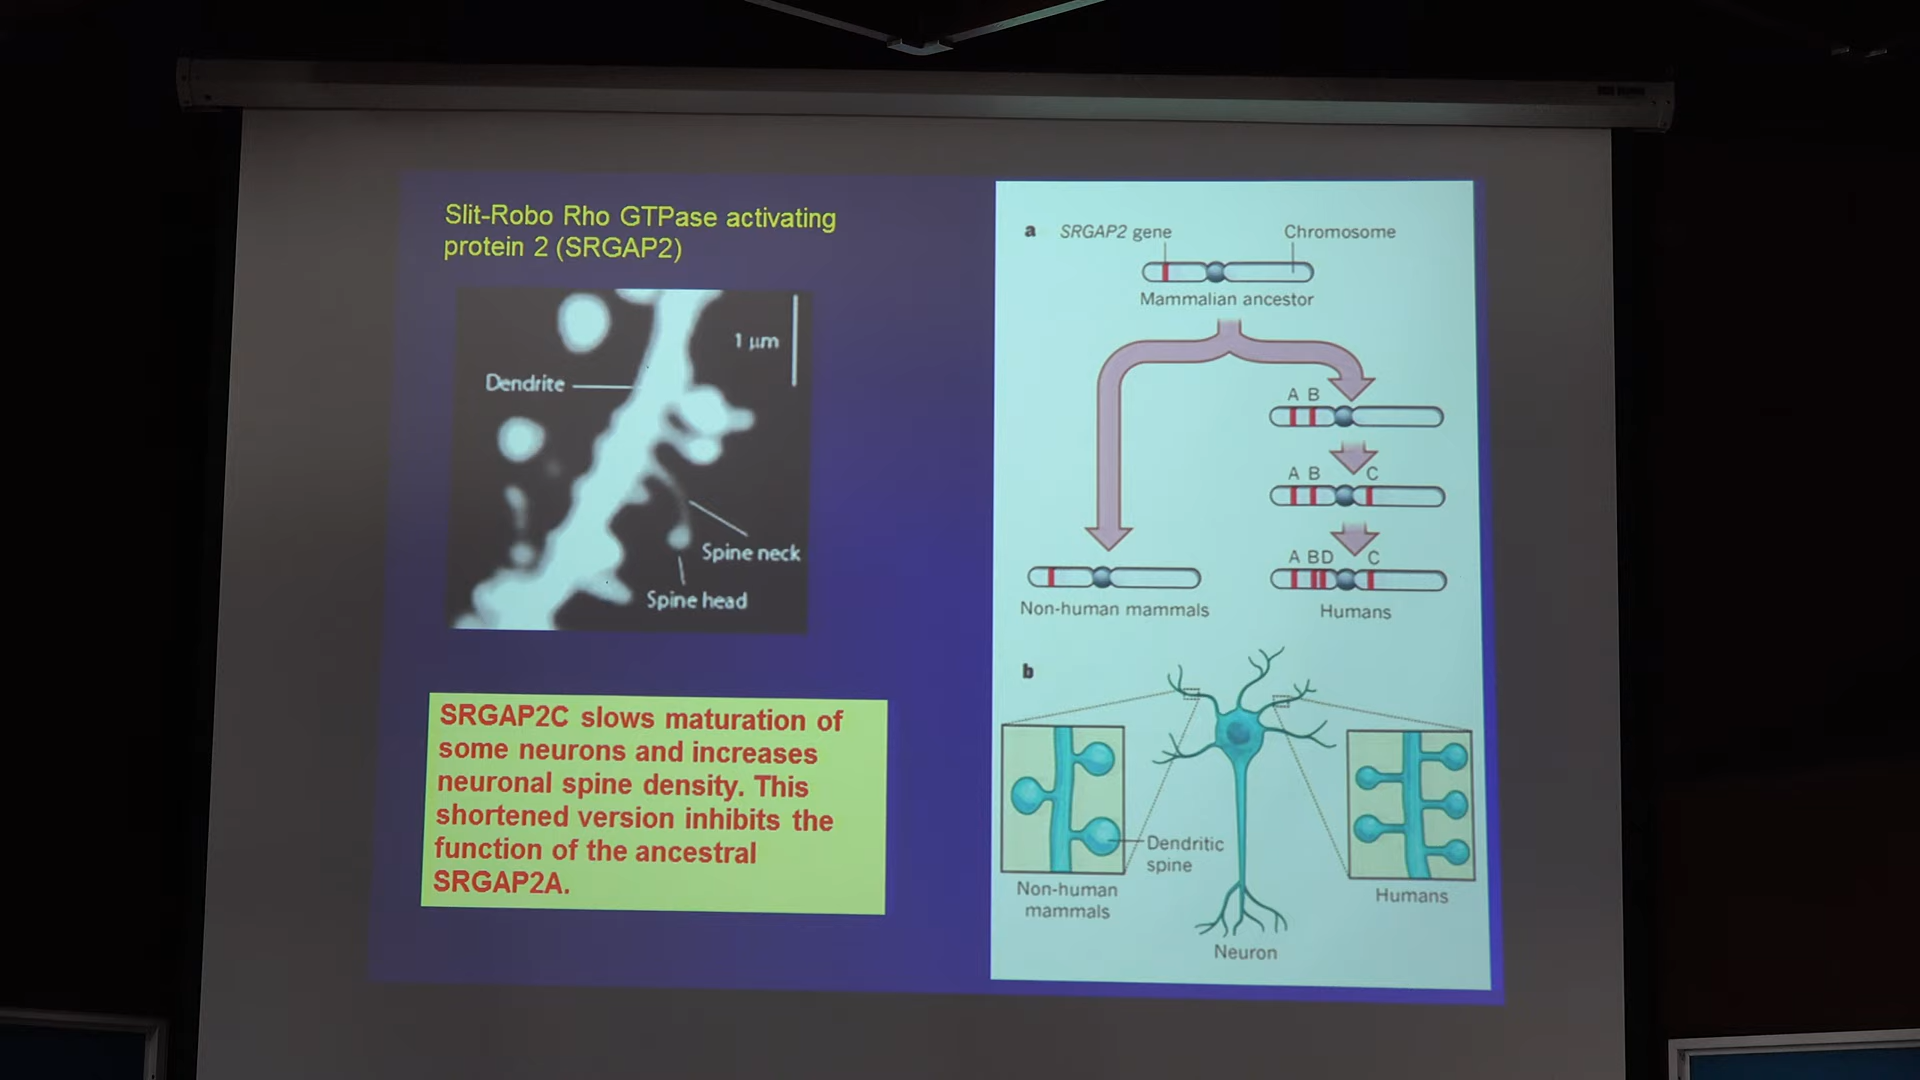 Slit-Robo Rho GTPase activating
protein 2 (SRGAP2)
1 µm
Dendrite
Spine neck
Spine head
SRGAP2C slows maturation of
some neurons and increases
neuronal spine density. This
shortened version inhibits the
function of the ancestral
SRGAP2A.
a
SRGAP2 gene
Chromosome
Mammalian ancestor
A B
A B C
A BD C
Non-human mammals
Humans
b
Dendritic
spine
Non-human
mammals
Humans
Neuron